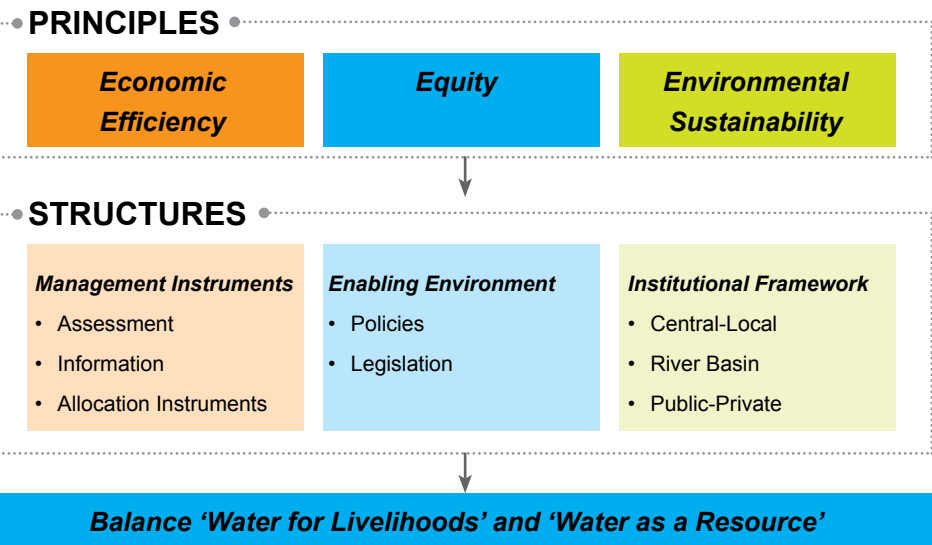 PRINCIPLES
Economic
Efficiency
Equity
Environmental
Sustainability
STRUCTURES
Management Instruments
• Assessment
• Information
• Allocation Instruments
Enabling Environment
• Policies
• Legislation
Institutional Framework
• Central-Local
• River Basin
• Public-Private
Balance ‘Water for Livelihoods’ and ‘Water as a Resource’